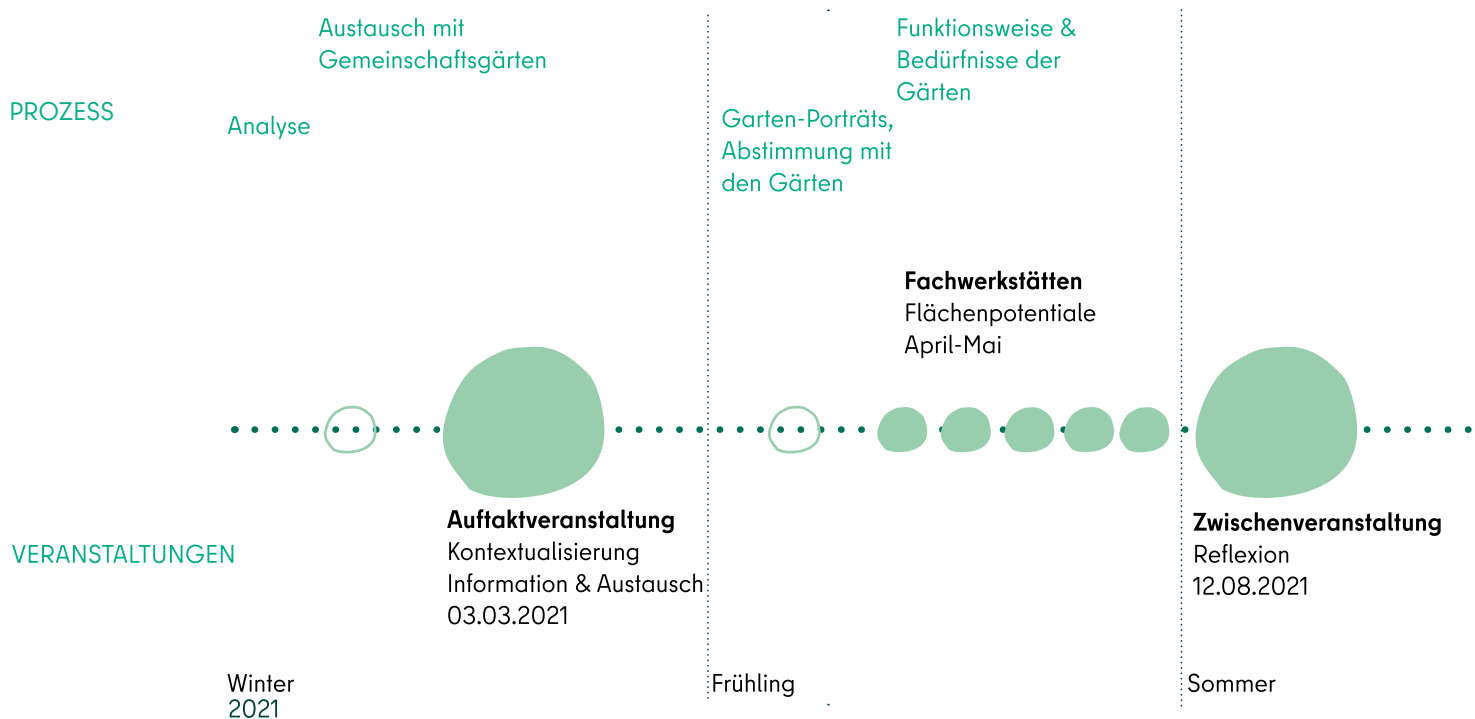 PROZESS
Analyse
Austausch mit
Gemeinschaftsgärten
Garten-Porträts,
Abstimmung mit
den Gärten
Funktionsweise &
Bedürfnisse der
Gärten
Fachwerkstätten
Flächenpotentiale
April-Mai
VERANSTALTUNGEN
Auftaktveranstaltung
Kontextualisierung
Information & Austausch
03.03.2021
Zwischenveranstaltung
Reflexion
12.08.2021
Winter
2021
Frühling
Sommer